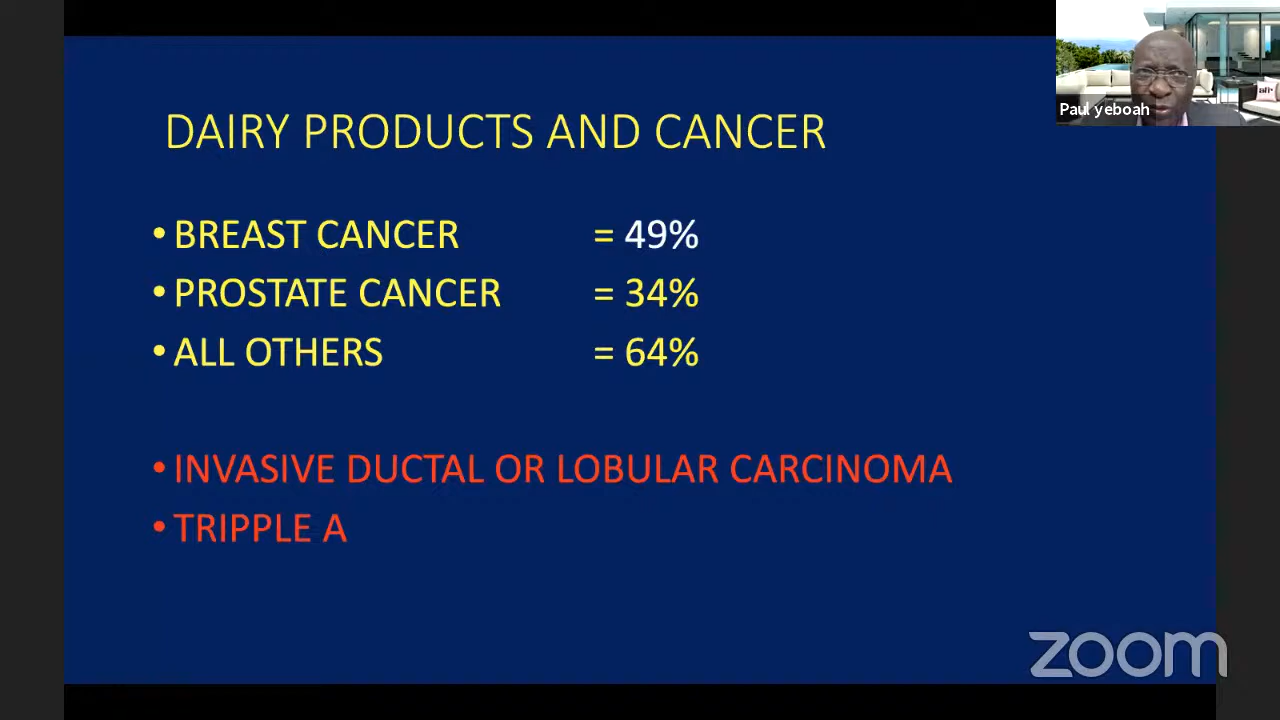 Paul yeboah
DAIRY PRODUCTS AND CANCER
• BREAST CANCER = 49%
• PROSTATE CANCER = 34%
• ALL OTHERS = 64%
• INVASIVE DUCTAL OR LOBULAR CARCINOMA
• TRIPPLE A
zoom